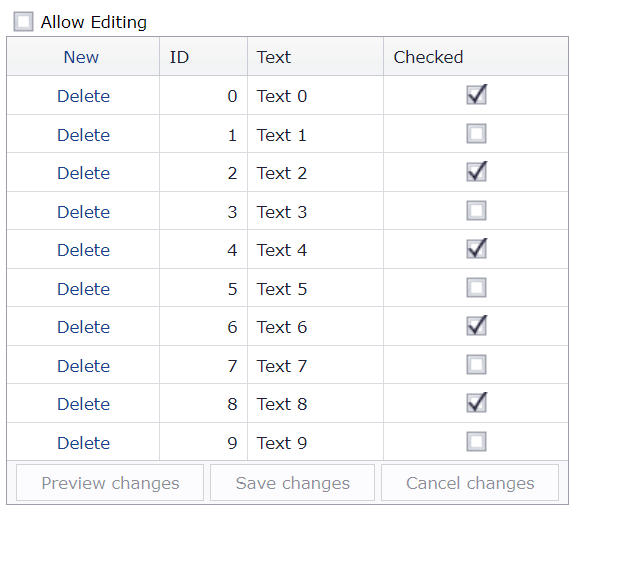 Allow Editing
New ID Text Checked
Delete 0 Text 0
Delete 1 Text 1
Delete 2 Text 2
Delete 3 Text 3
Delete 4 Text 4
Delete 5 Text 5
Delete 6 Text 6
Delete 7 Text 7
Delete 8 Text 8
Delete 9 Text 9
Preview changes Save changes Cancel changes